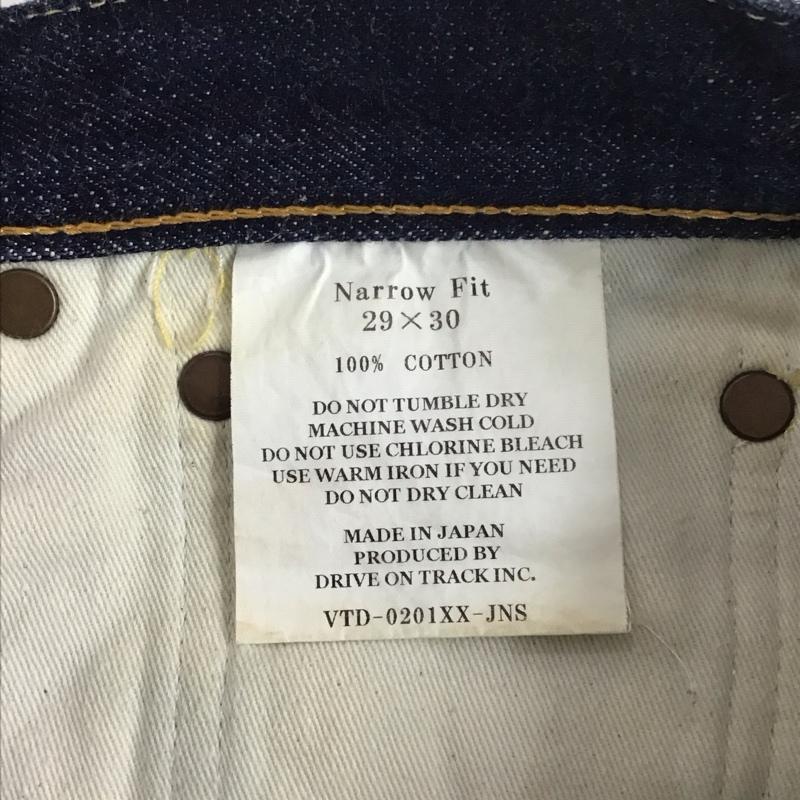 Narrow Fit
29×30
100% COTTON
DO NOT TUMBLE DRY
MACHINE WASH COLD
DO NOT USE CHLORINE BLEACH
USE WARM IRON IF YOU NEED
DO NOT DRY CLEAN
MADE IN JAPAN
PRODUCED BY
DRIVE ON TRACK INC.
VTD-0201XX-JNS